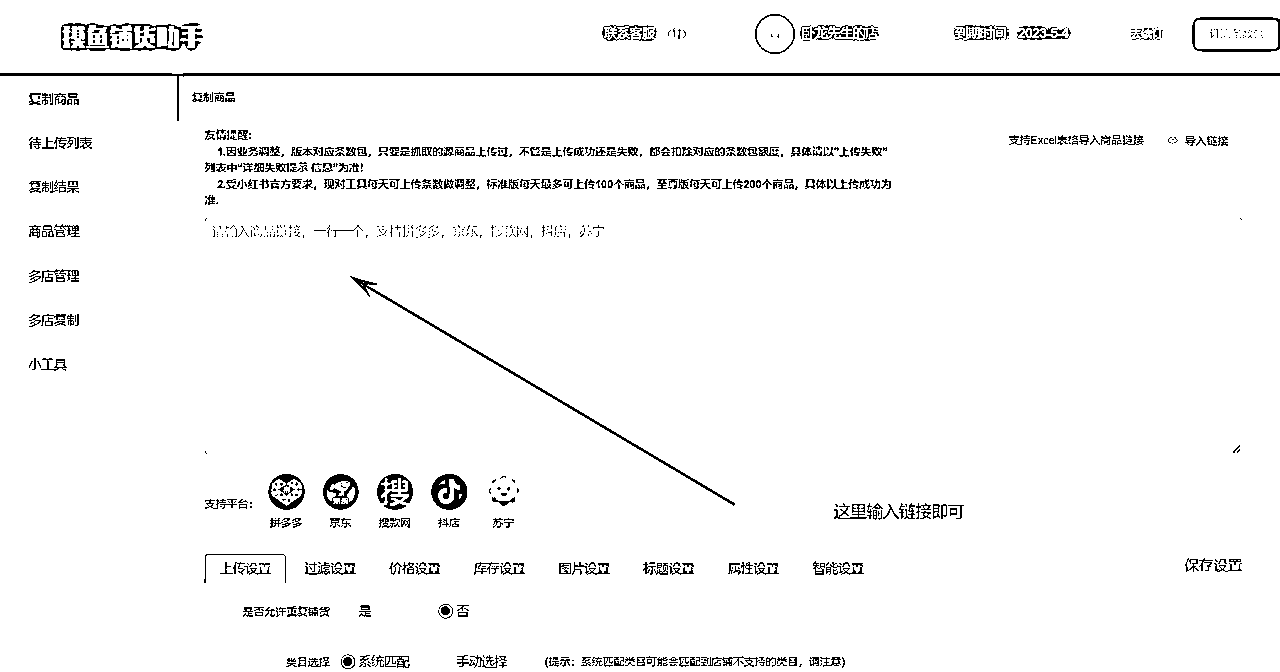 摸鱼铺货助手
联系客服
卧龙先生的店
到期时间：2023-5-4
去续订
复制商品
待上传列表
复制结果
商品管理
多店管理
多店复制
小工具
复制商品
友情提醒：
1.因业务调整，版本对应条数包，只要是抓取的源商品上传过，不管是上传成功还是失败，都会扣除对应的条数包额度，具体请以"上传失败"
列表中"详细失败提示信息"为准！
2.受小红书官方要求，现对工具每天可上传条数做调整，标准版每天最多可上传100个商品，至尊版每天可上传200个商品，具体以上传成功为
准.
支持Excel表格导入商品链接 导入链接
请输入商品链接，一行一个，支持拼多多，京东，搜款网，抖店，苏宁
支持平台：
搜
拼多多 京东 搜款网 抖店 苏宁
这里输入链接即可
上传设置 过滤设置 价格设置 库存设置 图片设置 标题设置 属性设置 智能设置
保存设置
是否允许重复铺货 是 否
类目选择 系统匹配 手动选择 (提示：系统匹配类目可能会匹配到店铺不支持的类目，请注意)